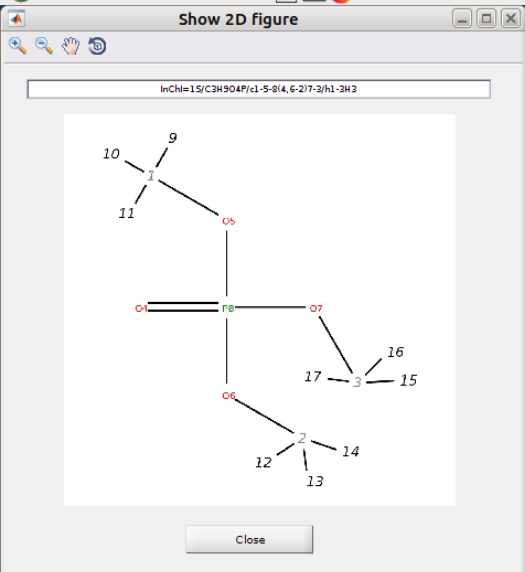 Show 2D figure
InChI=1S/C3H9O4P/c1-5-8(4,6-2)7-3/h1-3H3
9
10
1
11
O5
O4 P8 O7
16
17 3 15
O6
2
14
12
13
Close